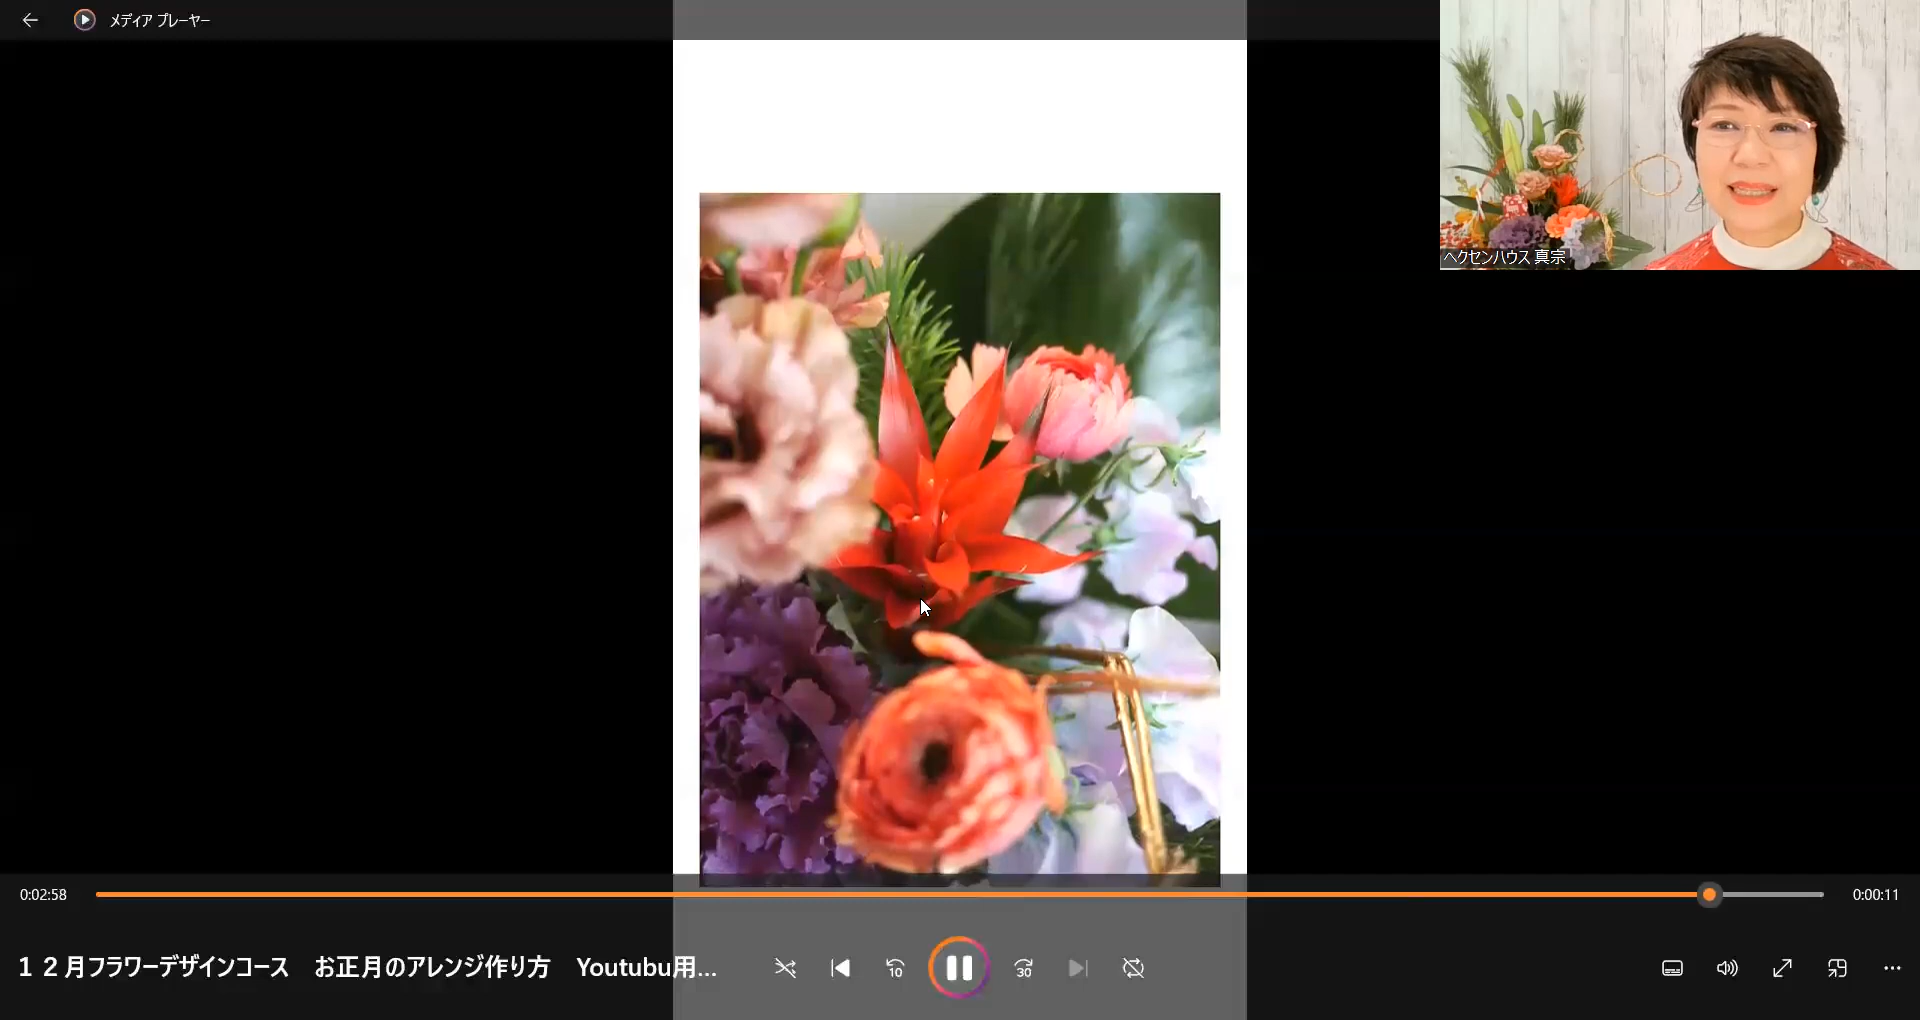 メディア プレーヤー
ヘクセンハウス 真宗
0:02:58
0:00:11
１２月フラワーデザインコース　お正月のアレンジ作り方　Youtubu用...
10
30